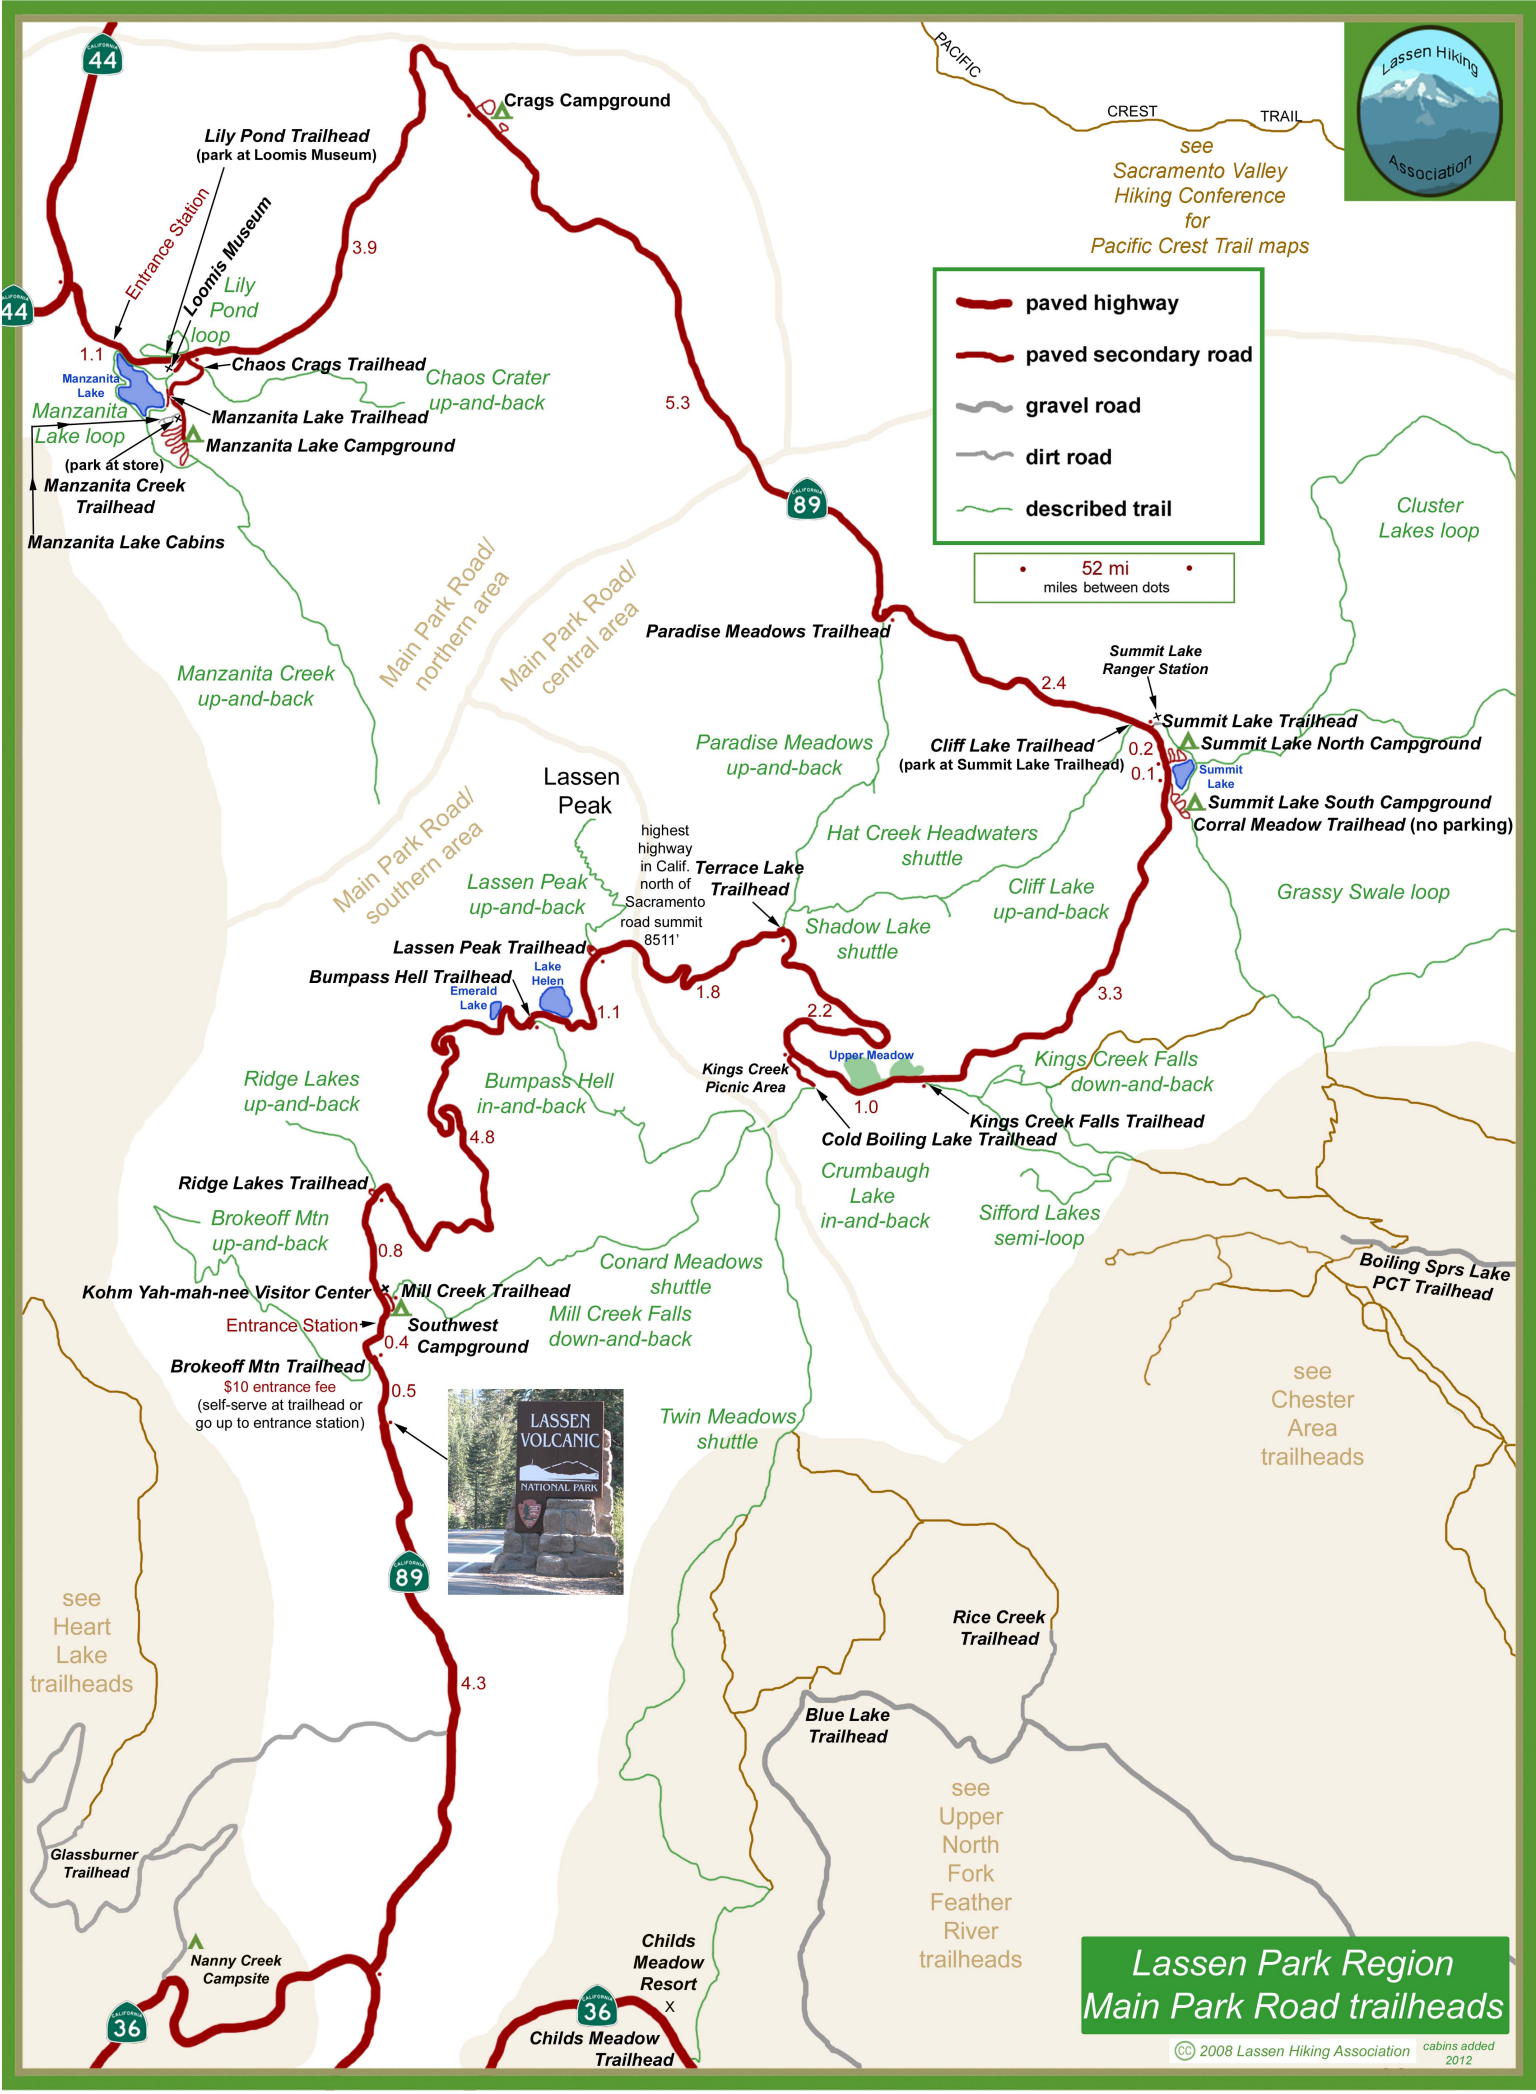 CALIFORNIA
44
Crags Campground
PACIFIC
CREST
TRAIL
Lassen Hiking
Association
see
Sacramento Valley
Hiking Conference
for
Pacific Crest Trail maps
Lily Pond Trailhead
(park at Loomis Museum)
Entrance Station
Loomis Museum
Lily
Pond
loop
3.9
CALIFORNIA
44
1.1
Manzanita
Lake
Chaos Crags Trailhead
Chaos Crater
up-and-back
Manzanita
Lake loop
Manzanita Lake Trailhead
Manzanita Lake Campground
(park at store)
Manzanita Creek
Trailhead
Manzanita Lake Cabins
5.3
paved highway
paved secondary road
gravel road
dirt road
described trail
52 mi
miles between dots
CALIFORNIA
89
Cluster
Lakes loop
Main Park Road/
northern area
Main Park Road/
central area
Main Park Road/
southern area
Manzanita Creek
up-and-back
Paradise Meadows Trailhead
2.4
Summit Lake
Ranger Station
Summit Lake Trailhead
Summit Lake North Campground
Cliff Lake Trailhead
(park at Summit Lake Trailhead)
0.2
0.1
Summit
Lake
Summit Lake South Campground
Corral Meadow Trailhead (no parking)
Paradise Meadows
up-and-back
Lassen
Peak
Hat Creek Headwaters
shuttle
highest
highway
in Calif.
north of
Sacramento
road summit
8511'
Terrace Lake
Trailhead
Lassen Peak
up-and-back
Cliff Lake
up-and-back
Grassy Swale loop
Shadow Lake
shuttle
Lassen Peak Trailhead
Bumpass Hell Trailhead
Lake
Helen
Emerald
Lake
1.1
1.8
2.2
3.3
Upper Meadow
Kings Creek
Picnic Area
1.0
Kings Creek Falls
down-and-back
Kings Creek Falls Trailhead
Cold Boiling Lake Trailhead
Ridge Lakes
up-and-back
Bumpass Hell
in-and-back
4.8
Crumbaugh
Lake
in-and-back
Sifford Lakes
semi-loop
Ridge Lakes Trailhead
Brokeoff Mtn
up-and-back
0.8
Conard Meadows
shuttle
Boiling Sprs Lake
PCT Trailhead
Kohm Yah-mah-nee Visitor Center
Mill Creek Trailhead
Mill Creek Falls
down-and-back
Entrance Station
Southwest
Campground
0.4
Brokeoff Mtn Trailhead
$10 entrance fee
(self-serve at trailhead or
go up to entrance station)
0.5
LASSEN
VOLCANIC
NATIONAL PARK
Twin Meadows
shuttle
see
Chester
Area
trailheads
CALIFORNIA
89
see
Heart
Lake
trailheads
4.3
Rice Creek
Trailhead
Blue Lake
Trailhead
see
Upper
North
Fork
Feather
River
trailheads
Glassburner
Trailhead
Nanny Creek
Campsite
CALIFORNIA
36
Childs
Meadow
Resort
X
CALIFORNIA
36
Childs Meadow
Trailhead
Lassen Park Region
Main Park Road trailheads
cc 2008 Lassen Hiking Association
cabins added
2012